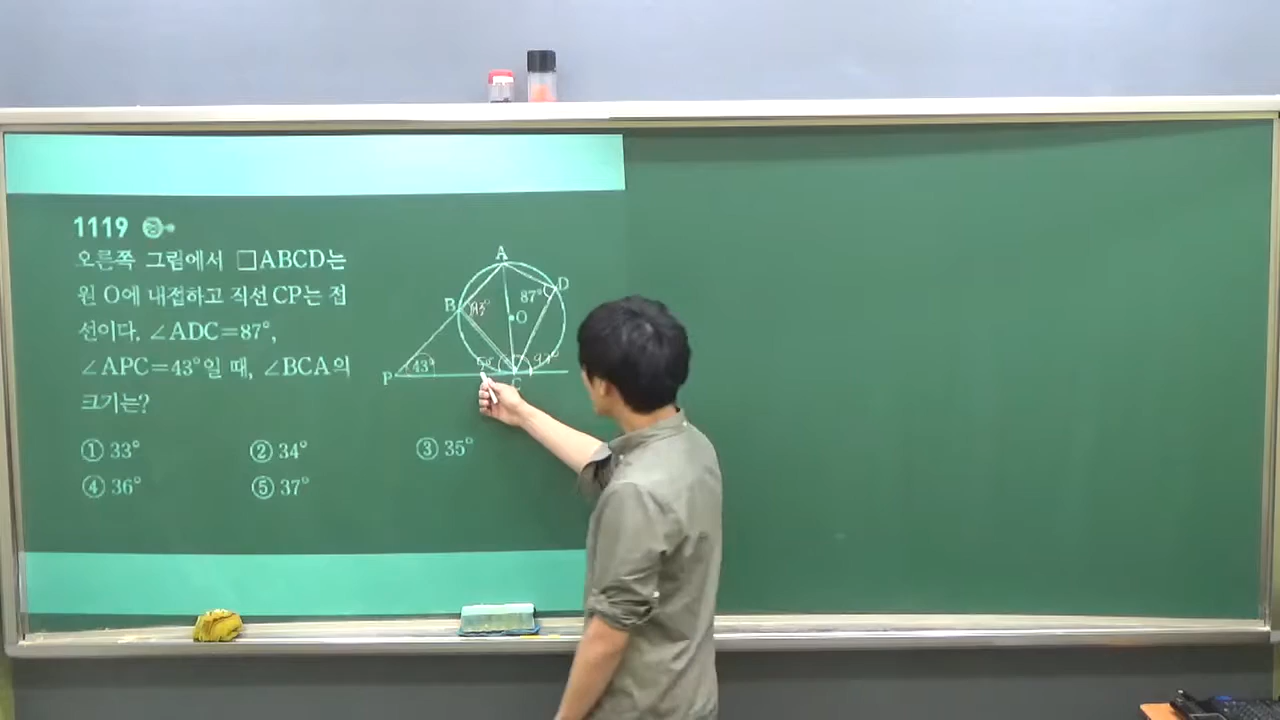 1119
오른쪽 그림에서 □ABCD는
원 O에 내접하고 직선 CP는 접
선이다. ∠ADC=87°,
∠APC=43°일 때, ∠BCA의
크기는?
① 33° ② 34° ③ 35°
④ 36° ⑤ 37°
A
D
B
87°
O
43°
P
C